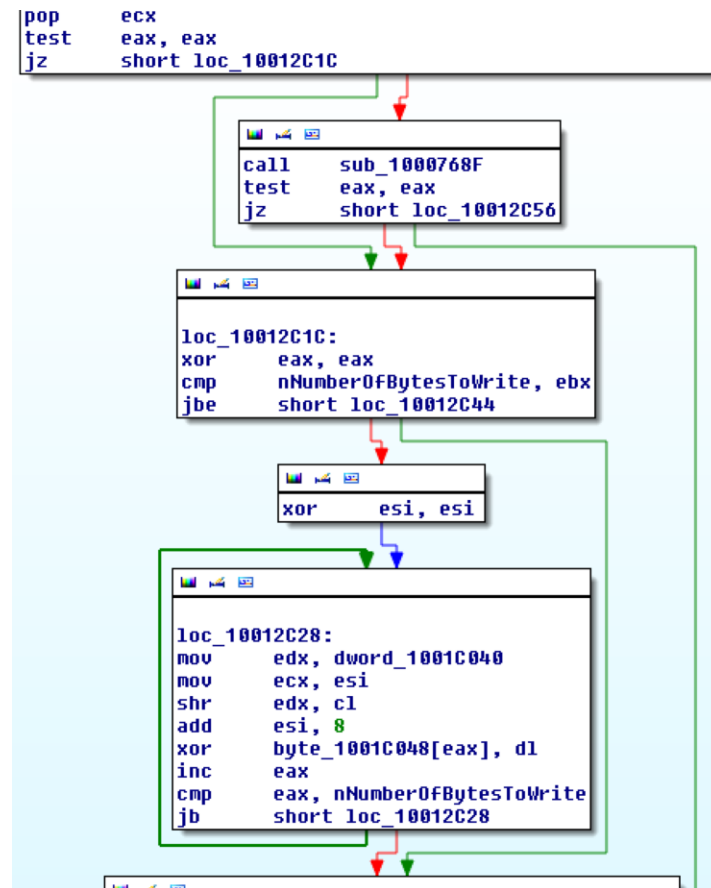 pop ecx
test eax, eax
jz short loc_10012C1C
call sub_1000768F
test eax, eax
jz short loc_10012C56
loc_10012C1C:
xor eax, eax
cmp nNumberOfBytesToWrite, ebx
jbe short loc_10012C44
xor esi, esi
loc_10012C28:
mov edx, dword_1001C040
mov ecx, esi
shr edx, cl
add esi, 8
xor byte_1001C048[eax], dl
inc eax
cmp eax, nNumberOfBytesToWrite
jb short loc_10012C28